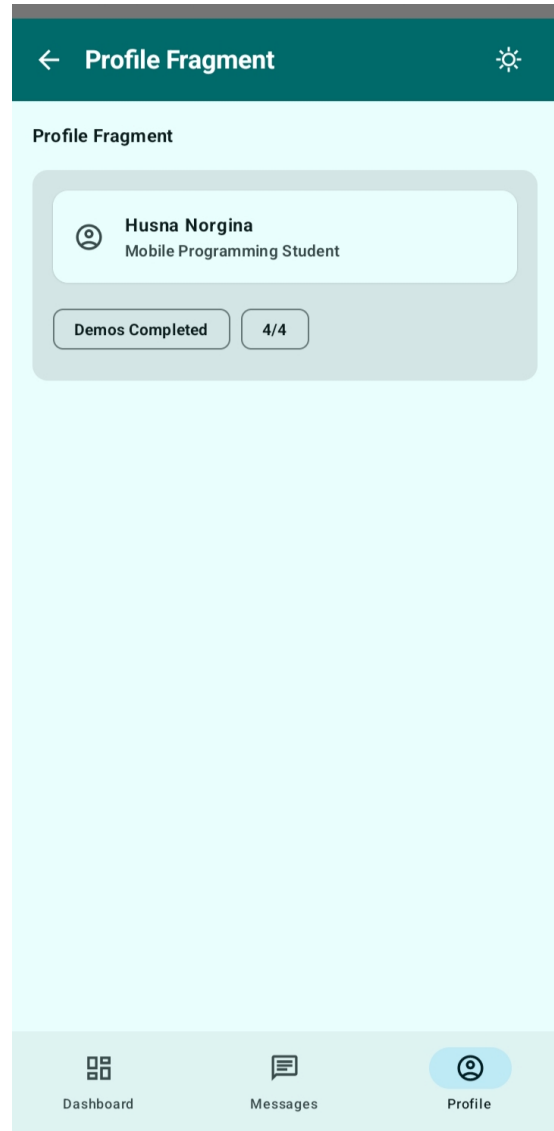 Profile Fragment
Profile Fragment
Husna Norgina
Mobile Programming Student
Demos Completed 4/4
Dashboard Messages Profile